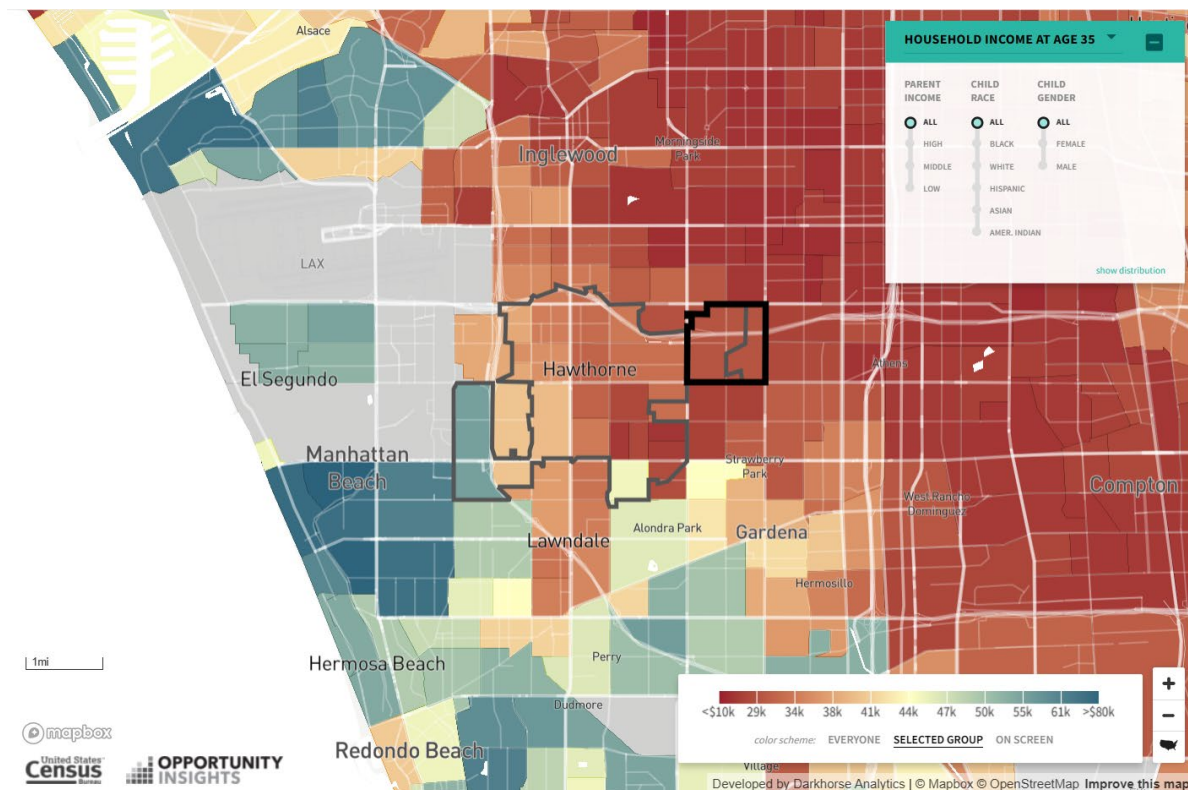 HOUSEHOLD INCOME AT AGE 35
PARENT INCOME
CHILD RACE
CHILD GENDER
ALL
HIGH
MIDDLE
LOW
ALL
BLACK
WHITE
HISPANIC
ASIAN
AMER. INDIAN
ALL
FEMALE
MALE
show distribution
Alsace
Inglewood
Morningside
Park
LAX
El Segundo
Hawthorne
Athens
Manhattan
Beach
Strawberry
Park
West Rancho
Dominguez
Compton
Alondra Park
Gardena
Lawndale
Hermosillo
Hermosa Beach
Perry
Dudmore
Redondo Beach
Village
1mi
mapbox
United States®
Census
Bureau
OPPORTUNITY
INSIGHTS
<$10k 29k 34k 38k 41k 44k 47k 50k 55k 61k >$80k
color scheme: EVERYONE SELECTED GROUP ON SCREEN
Developed by Darkhorse Analytics | © Mapbox © OpenStreetMap Improve this map